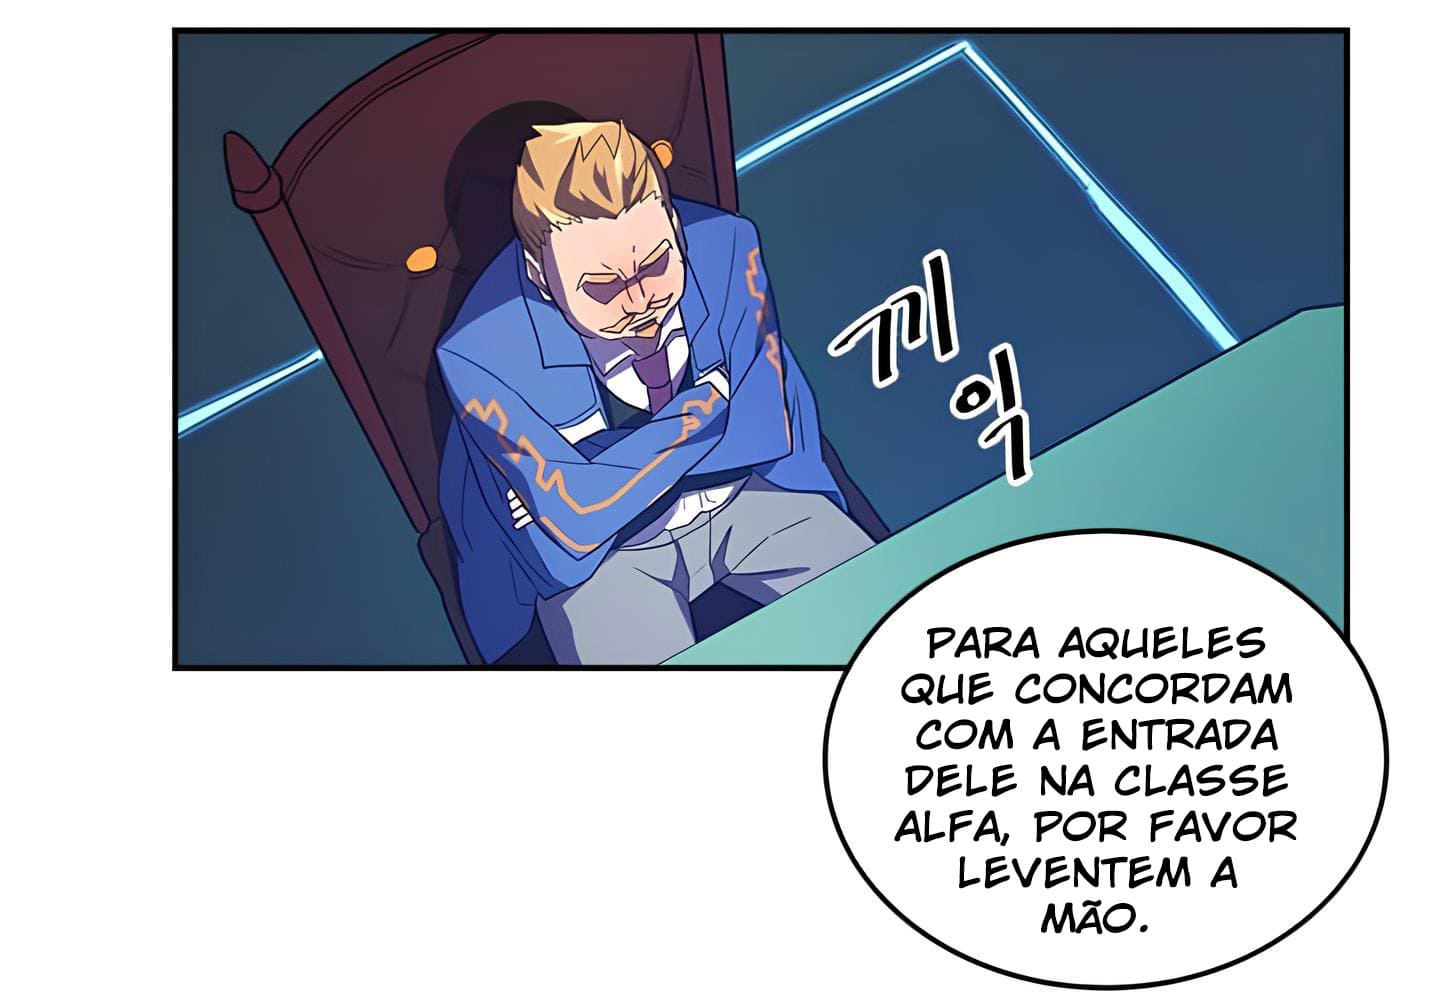 끼
익
PARA AQUELES
QUE CONCORDAM
COM A ENTRADA
DELE NA CLASSE
ALFA, POR FAVOR
LEVENTEM A
MÃO.